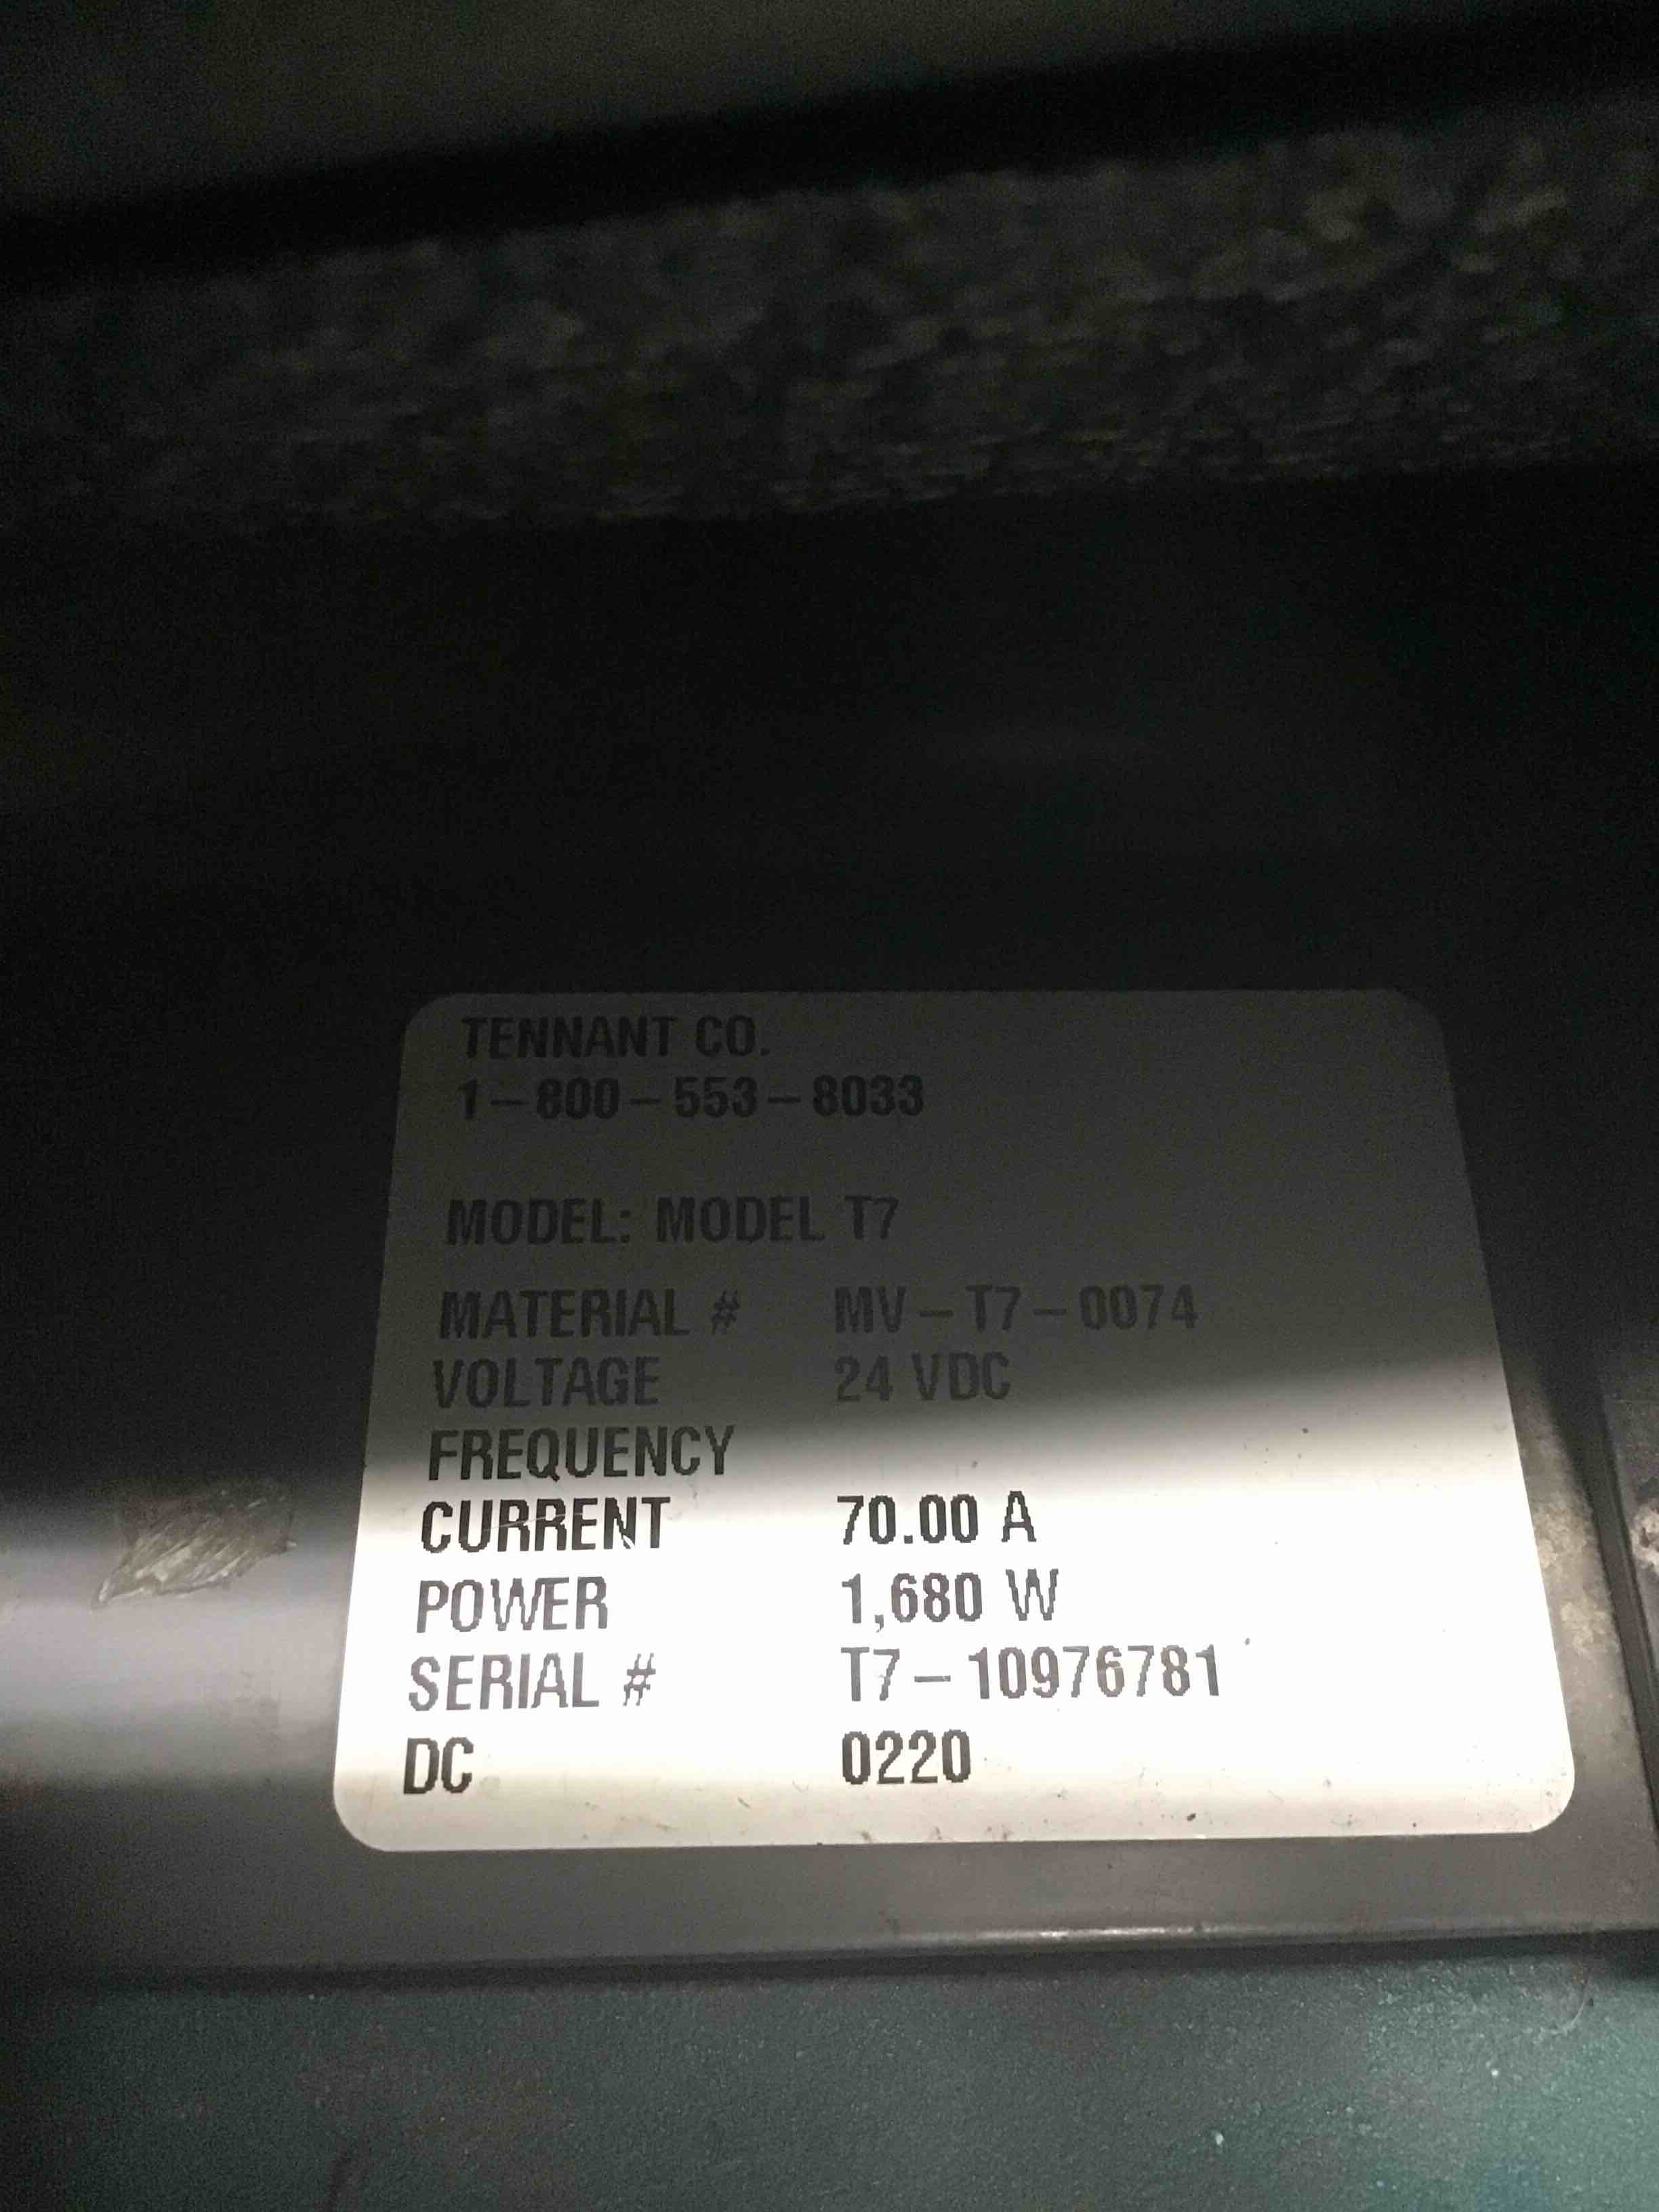 TENNANT CO.
1-800-553-8033
MODEL: MODEL T7
MATERIAL # MV-T7-0074
VOLTAGE 24 VDC
FREQUENCY
CURRENT 70.00 A
POWER 1,680 W
SERIAL # T7-10976781
DC 0220